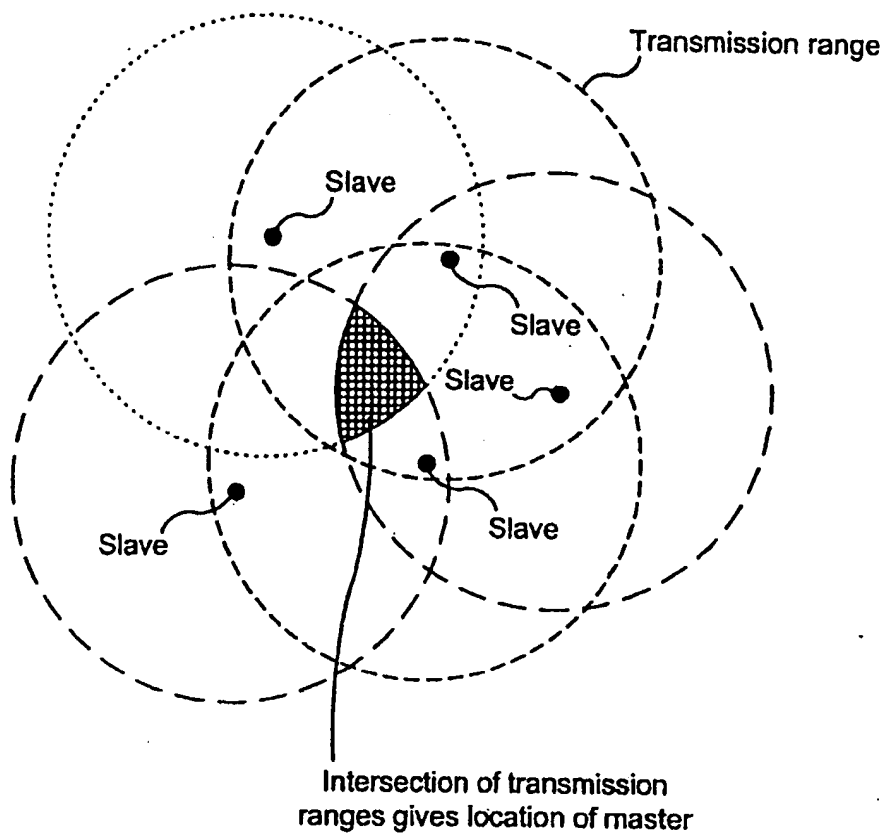 Transmission range
Slave
Slave
Slave
Slave
Slave
Intersection of transmission
ranges gives location of master